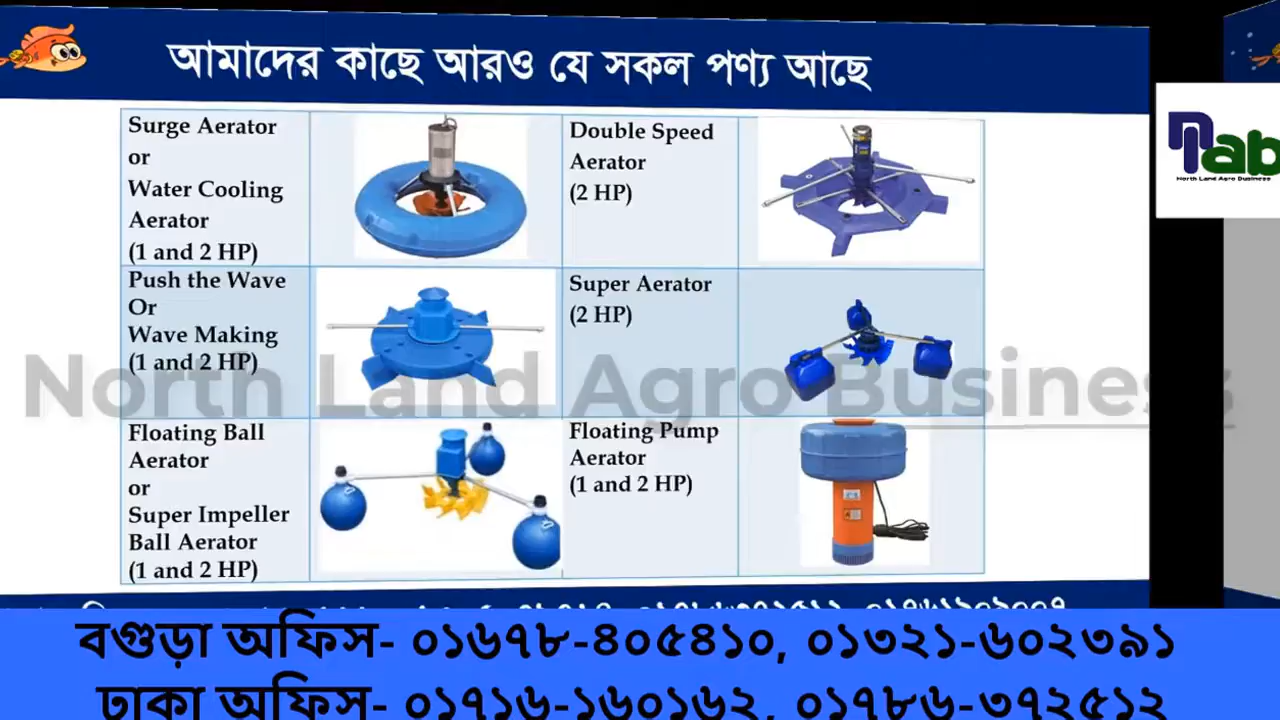 আমাদের কাছে আরও যে সকল পণ্য আছে
nab
North Land Agro Business
Surge Aerator
or
Water Cooling
Aerator
(1 and 2 HP)
Double Speed
Aerator
(2 HP)
Push the Wave
Or
Wave Making
(1 and 2 HP)
Super Aerator
(2 HP)
North Land Agro Business
Floating Ball
Aerator
or
Super Impeller
Ball Aerator
(1 and 2 HP)
Floating Pump
Aerator
(1 and 2 HP)
বগুড়া অফিস- ০১৬৭৮-৪০৫৪১০, ০১৩২১-৬০২৩৯১
ঢাকা অফিস- ০১৭১৬-১৬০১৬২, ০১৭৮৬-৩৭২৫১২